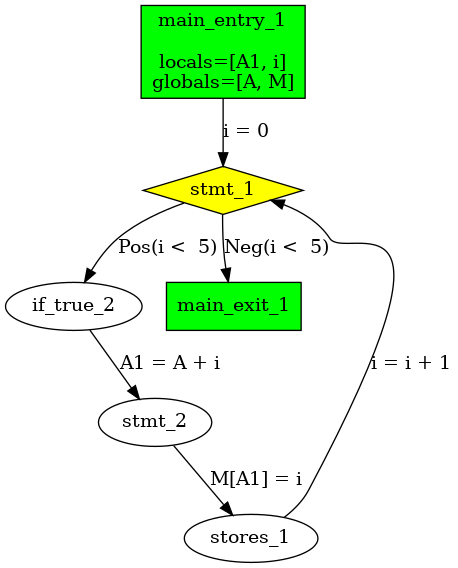 main_entry_1
locals=[A1, i]
globals=[A, M]
i = 0
stmt_1
Pos(i <  5)
Neg(i <  5)
if_true_2
main_exit_1
A1 = A + i
i = i + 1
stmt_2
M[A1] = i
stores_1